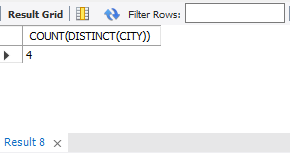 Result Grid Filter Rows:
COUNT(DISTINCT(CITY))
4
Result 8 ×